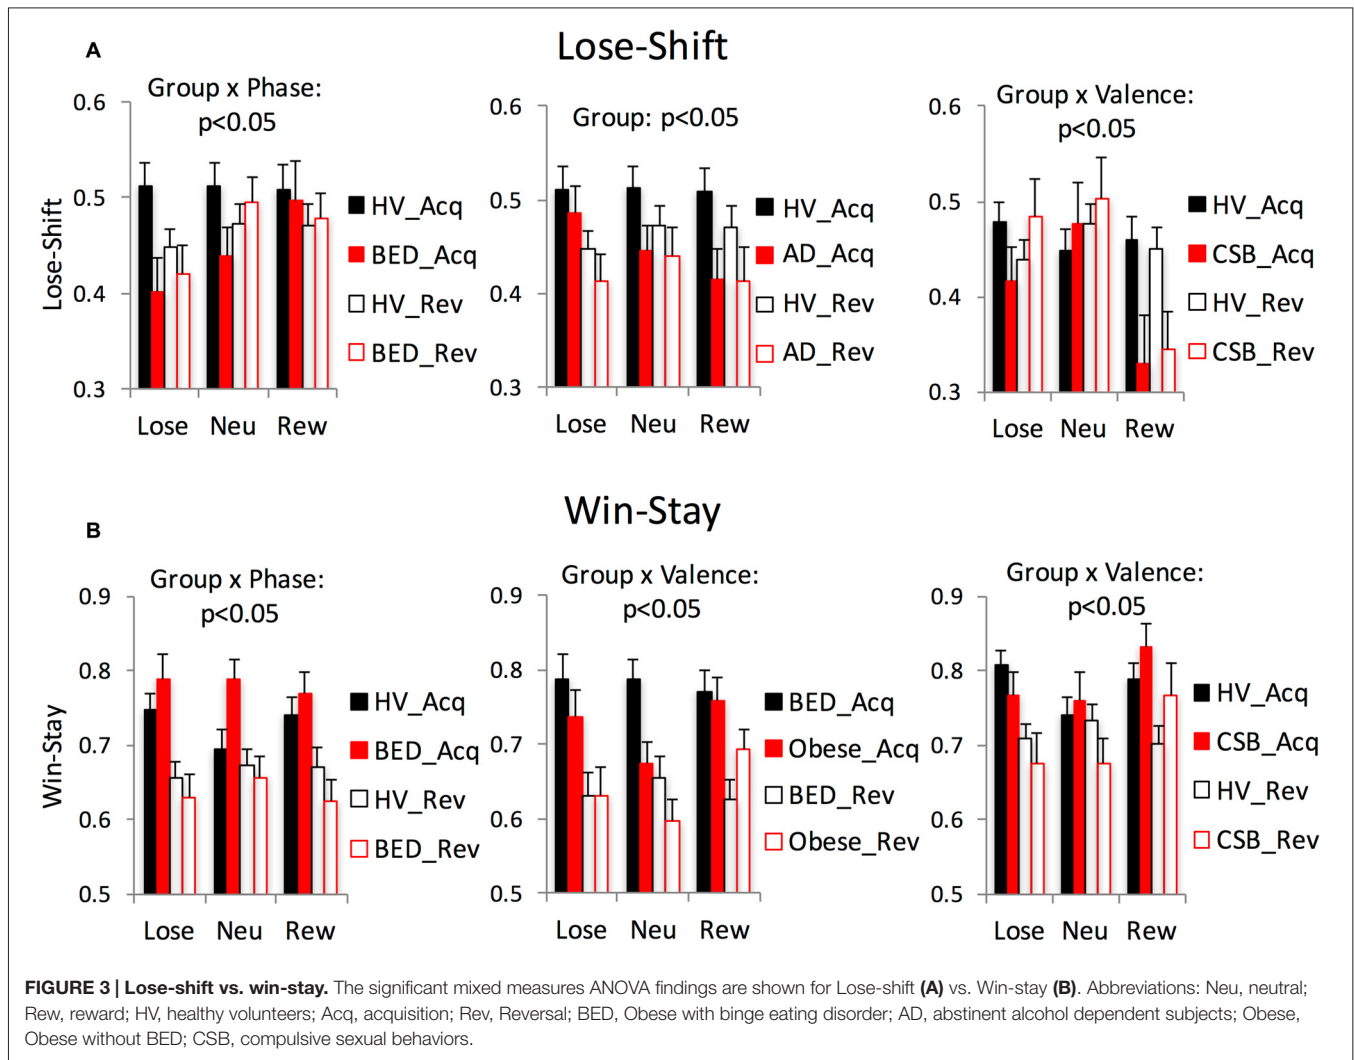 A
Lose-Shift
Group x Phase:
p<0.05
0.6
0.5
0.4
0.3
Lose-Shift
Lose Neu Rew
HV_Acq
BED_Acq
HV_Rev
BED_Rev
Group: p<0.05
0.6
0.5
0.4
0.3
Lose Neu Rew
HV_Acq
AD_Acq
HV_Rev
AD_Rev
Group x Valence:
p<0.05
0.6
0.5
0.4
0.3
Lose Neu Rew
HV_Acq
CSB_Acq
HV_Rev
CSB_Rev
B
Win-Stay
Group x Phase:
p<0.05
0.9
0.8
0.7
0.6
0.5
Win-Stay
Lose Neu Rew
HV_Acq
BED_Acq
HV_Rev
BED_Rev
Group x Valence:
p<0.05
0.9
0.8
0.7
0.6
0.5
Lose Neu Rew
BED_Acq
Obese_Acq
BED_Rev
Obese_Rev
Group x Valence:
p<0.05
0.9
0.8
0.7
0.6
0.5
Lose Neu Rew
HV_Acq
CSB_Acq
HV_Rev
CSB_Rev
FIGURE 3 | Lose-shift vs. win-stay. The significant mixed measures ANOVA findings are shown for Lose-shift (A) vs. Win-stay (B). Abbreviations: Neu, neutral;
Rew, reward; HV, healthy volunteers; Acq, acquisition; Rev, Reversal; BED, Obese with binge eating disorder; AD, abstinent alcohol dependent subjects; Obese,
Obese without BED; CSB, compulsive sexual behaviors.